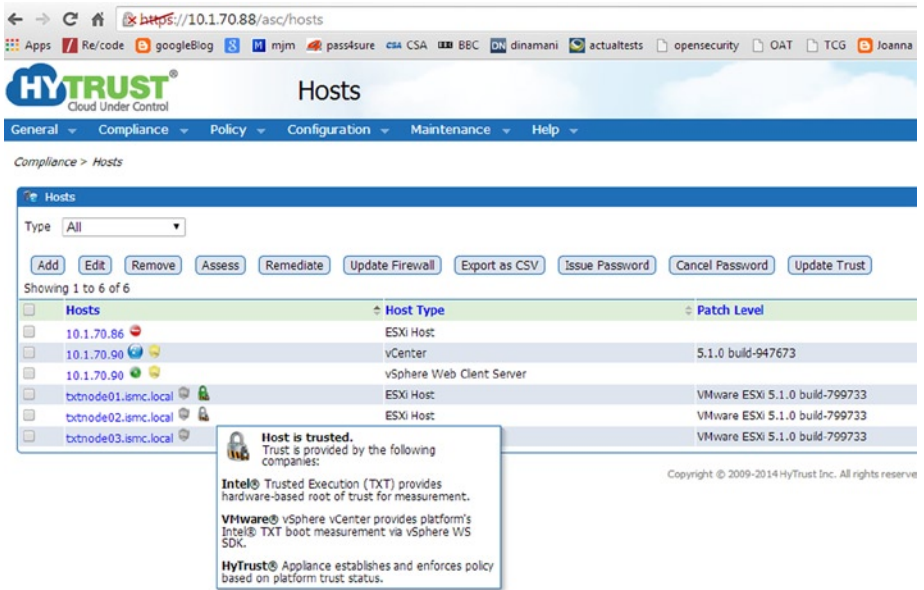 https://10.1.70.88/asc/hosts
Apps Re/code googleBlog 8 M mjm pass4sure CSA CSA BBC DN dinamani actualtests opensecurity OAT TCG Joanna
HYTRUST®
Cloud Under Control
Hosts
General Compliance Policy Configuration Maintenance Help
Compliance > Hosts
Hosts
Type All
Add Edit Remove Assess Remediate Update Firewall Export as CSV Issue Password Cancel Password Update Trust
Showing 1 to 6 of 6
Hosts Host Type Patch Level
10.1.70.86 ESXi Host
10.1.70.90 vCenter 5.1.0 build-947673
10.1.70.90 vSphere Web Client Server
txtnode01.ismc.local ESXi Host VMware ESXi 5.1.0 build-799733
txtnode02.ismc.local ESXi Host VMware ESXi 5.1.0 build-799733
txtnode03.ismc.local VMware ESXi 5.1.0 build-799733
Host is trusted.
Trust is provided by the following
companies:
Intel® Trusted Execution (TXT) provides
hardware-based root of trust for measurement.
VMware® vSphere vCenter provides platform's
Intel® TXT boot measurement via vSphere WS
SDK.
HyTrust® Appliance establishes and enforces policy
based on platform trust status.
Copyright © 2009-2014 HyTrust Inc. All rights reserve